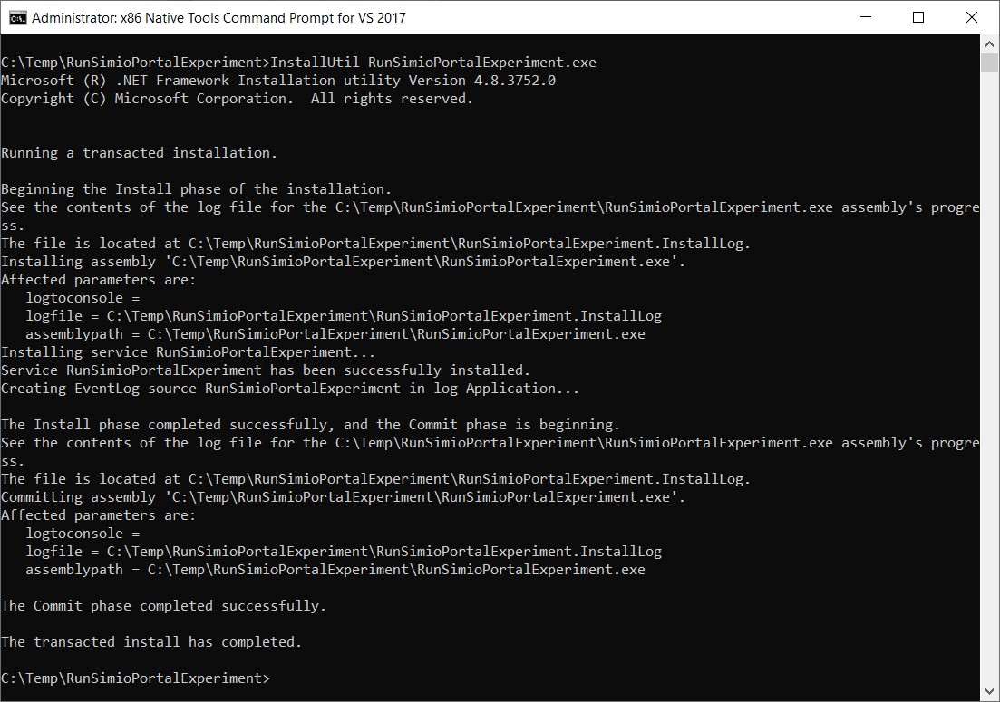 Administrator: x86 Native Tools Command Prompt for VS 2017
C:\Temp\RunSimioPortalExperiment>InstallUtil RunSimioPortalExperiment.exe
Microsoft (R) .NET Framework Installation utility Version 4.8.3752.0
Copyright (C) Microsoft Corporation.  All rights reserved.
Running a transacted installation.
Beginning the Install phase of the installation.
See the contents of the log file for the C:\Temp\RunSimioPortalExperiment\RunSimioPortalExperiment.exe assembly's progre
ss.
The file is located at C:\Temp\RunSimioPortalExperiment\RunSimioPortalExperiment.InstallLog.
Installing assembly 'C:\Temp\RunSimioPortalExperiment\RunSimioPortalExperiment.exe'.
Affected parameters are:
   logtoconsole =
   logfile = C:\Temp\RunSimioPortalExperiment\RunSimioPortalExperiment.InstallLog
   assemblypath = C:\Temp\RunSimioPortalExperiment\RunSimioPortalExperiment.exe
Installing service RunSimioPortalExperiment...
Service RunSimioPortalExperiment has been successfully installed.
Creating EventLog source RunSimioPortalExperiment in log Application...
The Install phase completed successfully, and the Commit phase is beginning.
See the contents of the log file for the C:\Temp\RunSimioPortalExperiment\RunSimioPortalExperiment.exe assembly's progre
ss.
The file is located at C:\Temp\RunSimioPortalExperiment\RunSimioPortalExperiment.InstallLog.
Committing assembly 'C:\Temp\RunSimioPortalExperiment\RunSimioPortalExperiment.exe'.
Affected parameters are:
   logtoconsole =
   logfile = C:\Temp\RunSimioPortalExperiment\RunSimioPortalExperiment.InstallLog
   assemblypath = C:\Temp\RunSimioPortalExperiment\RunSimioPortalExperiment.exe
The Commit phase completed successfully.
The transacted install has completed.
C:\Temp\RunSimioPortalExperiment>